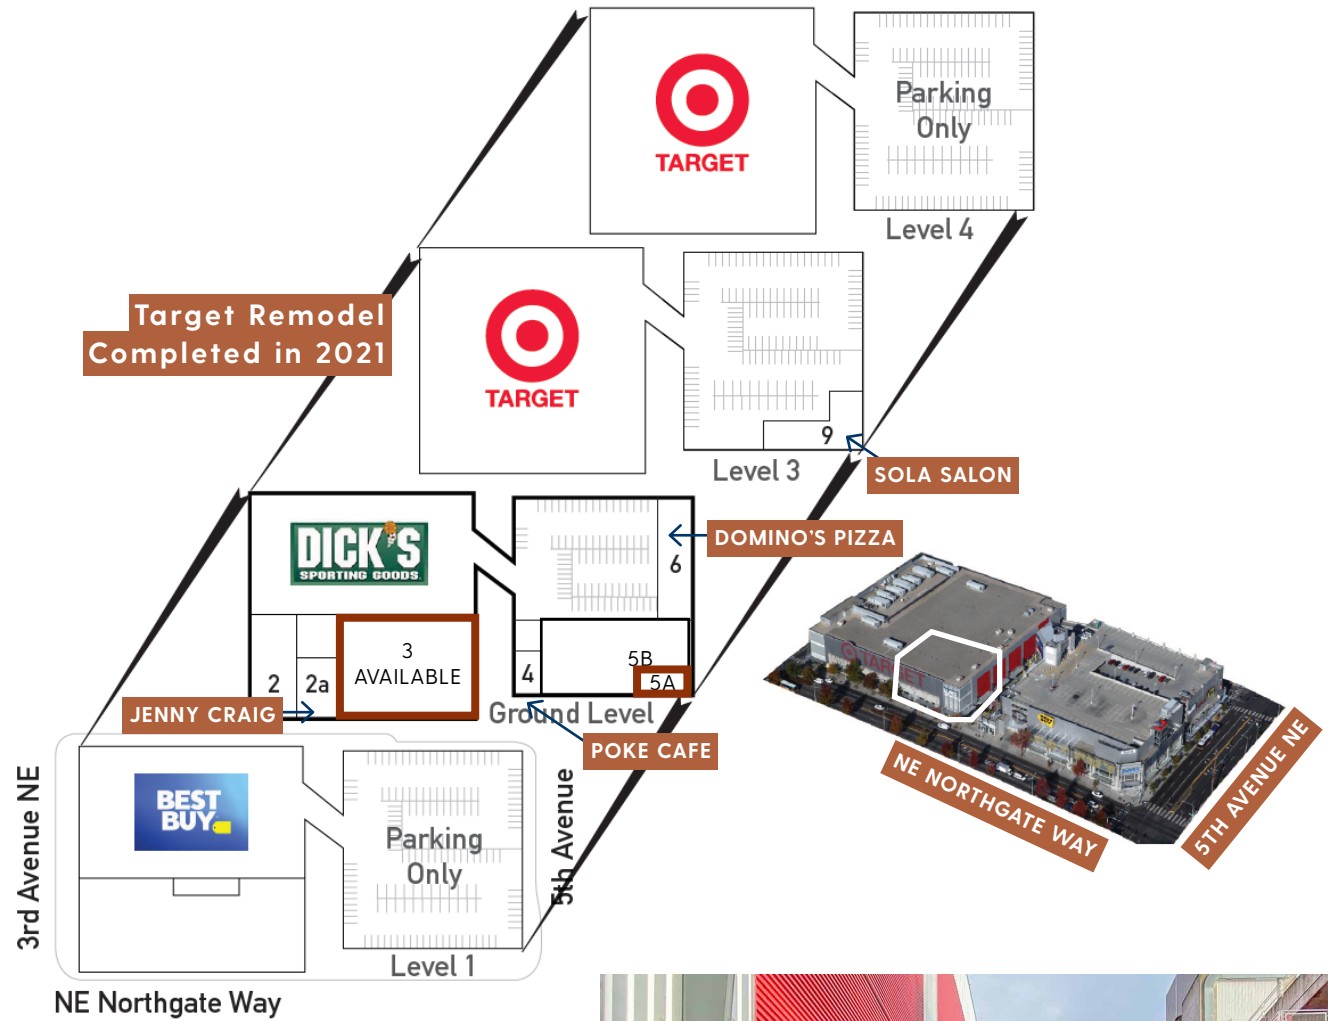 TARGET
Parking
Only
Level 4
Target Remodel
Completed in 2021
TARGET
9
Level 3
SOLA SALON
DICK'S
SPORTING GOODS
DOMINO'S PIZZA
6
3
AVAILABLE
2
2a
4
5B
5A
JENNY CRAIG
Ground Level
POKE CAFE
TARGET
NE NORTHGATE WAY
5TH AVENUE NE
3rd Avenue NE
BEST
BUY
Parking
Only
5th Avenue
Level 1
NE Northgate Way